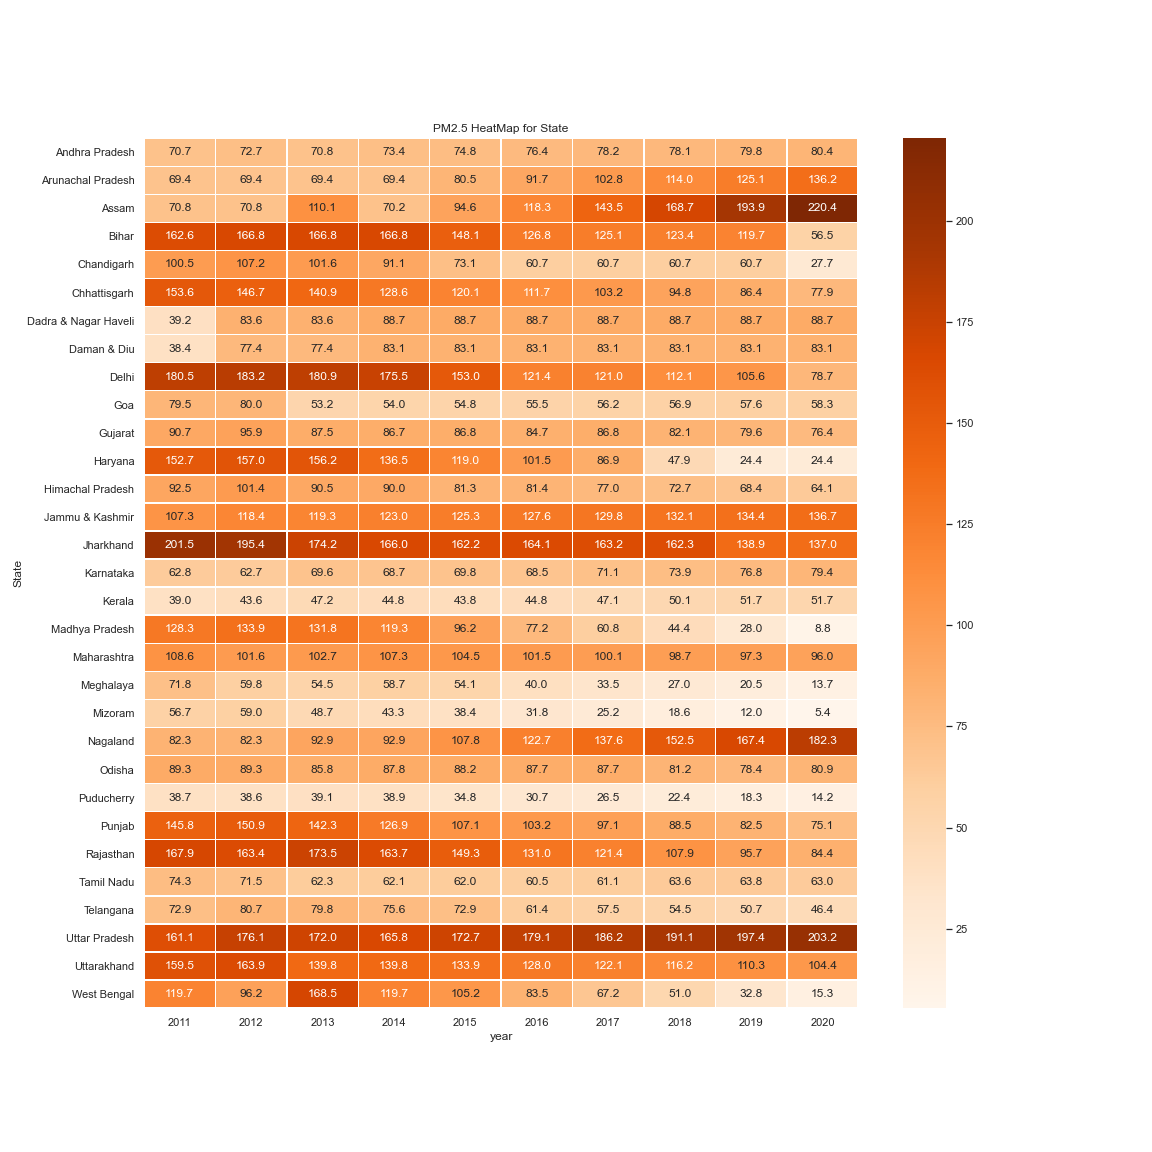 PM2.5 HeatMap for State
Andhra Pradesh 70.7 72.7 70.8 73.4 74.8 76.4 78.2 78.1 79.8 80.4
Arunachal Pradesh 69.4 69.4 69.4 69.4 80.5 91.7 102.8 114.0 125.1 136.2
Assam 70.8 70.8 110.1 70.2 94.6 118.3 143.5 168.7 193.9 220.4
Bihar 162.6 166.8 166.8 166.8 148.1 126.8 125.1 123.4 119.7 56.5
Chandigarh 100.5 107.2 101.6 91.1 73.1 60.7 60.7 60.7 60.7 27.7
Chhattisgarh 153.6 146.7 140.9 128.6 120.1 111.7 103.2 94.8 86.4 77.9
Dadra & Nagar Haveli 39.2 83.6 83.6 88.7 88.7 88.7 88.7 88.7 88.7 88.7
Daman & Diu 38.4 77.4 77.4 83.1 83.1 83.1 83.1 83.1 83.1 83.1
Delhi 180.5 183.2 180.9 175.5 153.0 121.4 121.0 112.1 105.6 78.7
Goa 79.5 80.0 53.2 54.0 54.8 55.5 56.2 56.9 57.6 58.3
Gujarat 90.7 95.9 87.5 86.7 86.8 84.7 86.8 82.1 79.6 76.4
Haryana 152.7 157.0 156.2 136.5 119.0 101.5 86.9 47.9 24.4 24.4
Himachal Pradesh 92.5 101.4 90.5 90.0 81.3 81.4 77.0 72.7 68.4 64.1
Jammu & Kashmir 107.3 118.4 119.3 123.0 125.3 127.6 129.8 132.1 134.4 136.7
Jharkhand 201.5 195.4 174.2 166.0 162.2 164.1 163.2 162.3 138.9 137.0
Karnataka 62.8 62.7 69.6 68.7 69.8 68.5 71.1 73.9 76.8 79.4
Kerala 39.0 43.6 47.2 44.8 43.8 44.8 47.1 50.1 51.7 51.7
Madhya Pradesh 128.3 133.9 131.8 119.3 96.2 77.2 60.8 44.4 28.0 8.8
Maharashtra 108.6 101.6 102.7 107.3 104.5 101.5 100.1 98.7 97.3 96.0
Meghalaya 71.8 59.8 54.5 58.7 54.1 40.0 33.5 27.0 20.5 13.7
Mizoram 56.7 59.0 48.7 43.3 38.4 31.8 25.2 18.6 12.0 5.4
Nagaland 82.3 82.3 92.9 92.9 107.8 122.7 137.6 152.5 167.4 182.3
Odisha 89.3 89.3 85.8 87.8 88.2 87.7 87.7 81.2 78.4 80.9
Puducherry 38.7 38.6 39.1 38.9 34.8 30.7 26.5 22.4 18.3 14.2
Punjab 145.8 150.9 142.3 126.9 107.1 103.2 97.1 88.5 82.5 75.1
Rajasthan 167.9 163.4 173.5 163.7 149.3 131.0 121.4 107.9 95.7 84.4
Tamil Nadu 74.3 71.5 62.3 62.1 62.0 60.5 61.1 63.6 63.8 63.0
Telangana 72.9 80.7 79.8 75.6 72.9 61.4 57.5 54.5 50.7 46.4
Uttar Pradesh 161.1 176.1 172.0 165.8 172.7 179.1 186.2 191.1 197.4 203.2
Uttarakhand 159.5 163.9 139.8 139.8 133.9 128.0 122.1 116.2 110.3 104.4
West Bengal 119.7 96.2 168.5 119.7 105.2 83.5 67.2 51.0 32.8 15.3
2011 2012 2013 2014 2015 2016 2017 2018 2019 2020
year
State
200
175
150
125
100
75
50
25